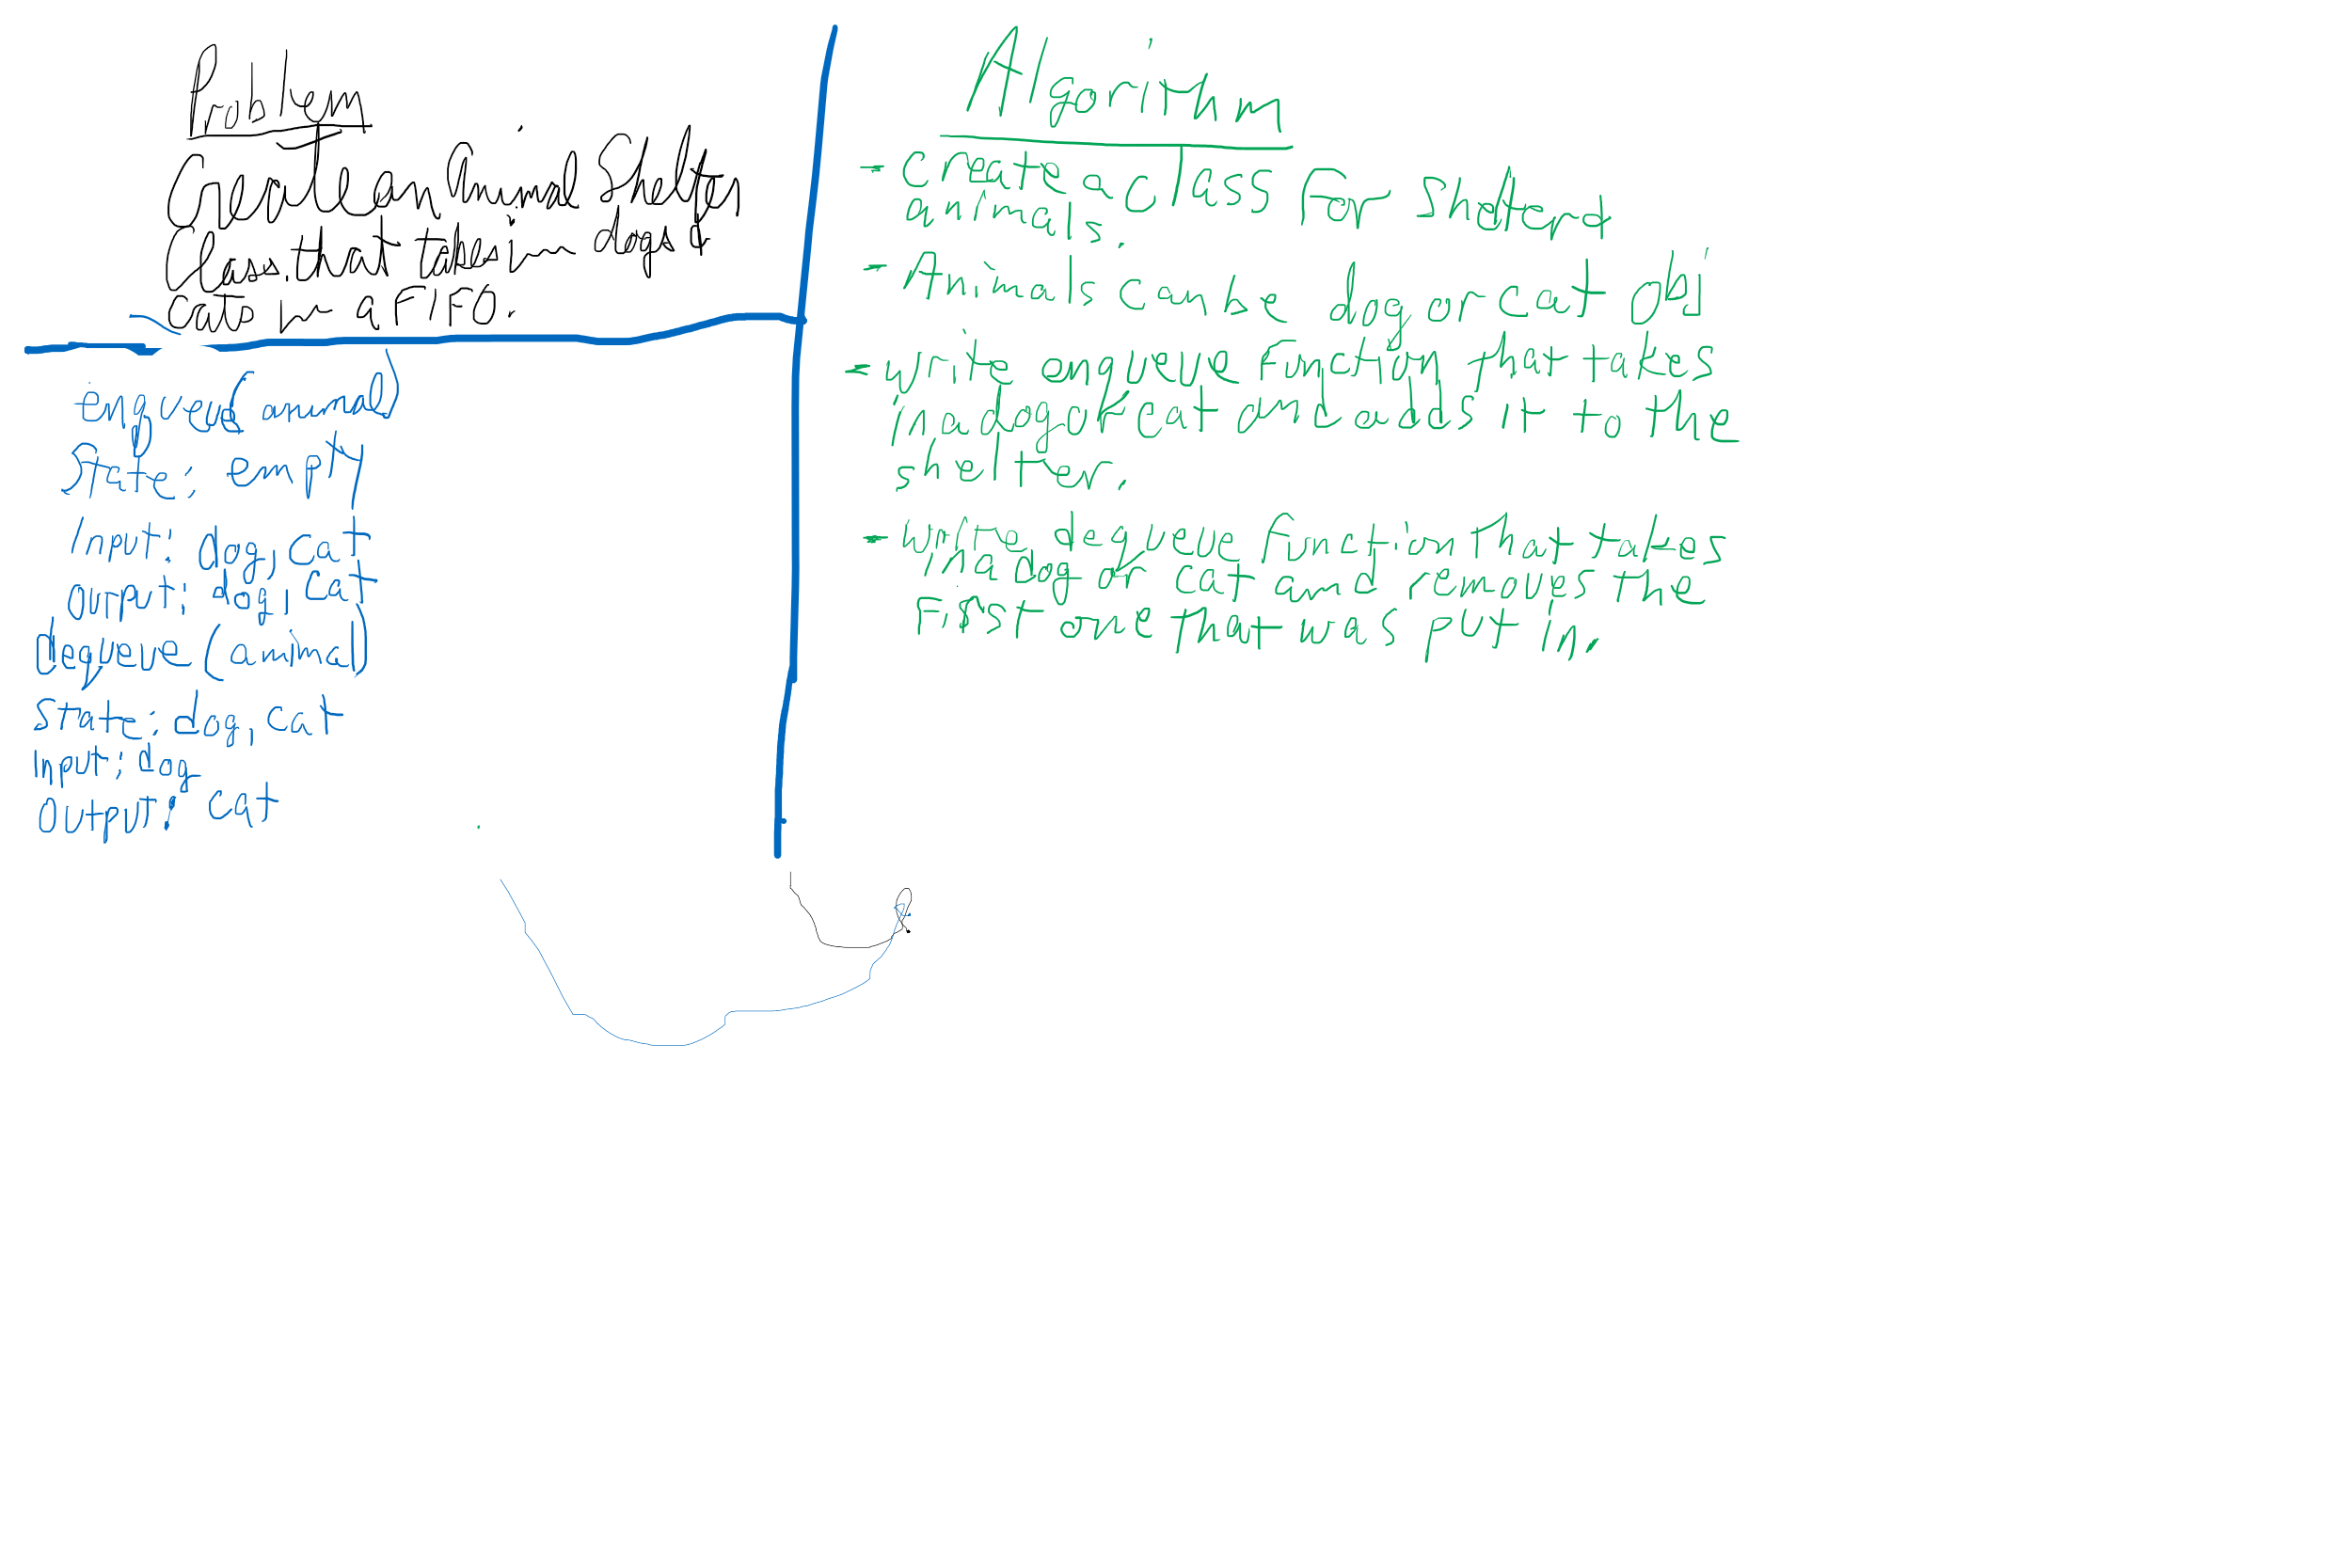 Problem
Create an Animal Shelter
Class. that takes in dogs &
cats in a FIFO.
enqueue(animal)
State: empty
Input: dog, cat
output: dog, cat
dequeue (animal)
State: dog, cat
Input: dog
Output: cat
Algorithm
- Create a class For Shelterd
animals.
- Animals can be dog or cat obj
- write enqueue Function that takes
in a dog or cat and adds it to the
shelter.
- write dequeue Function that takes
in a dog or cat and removes the
First one that was put in.